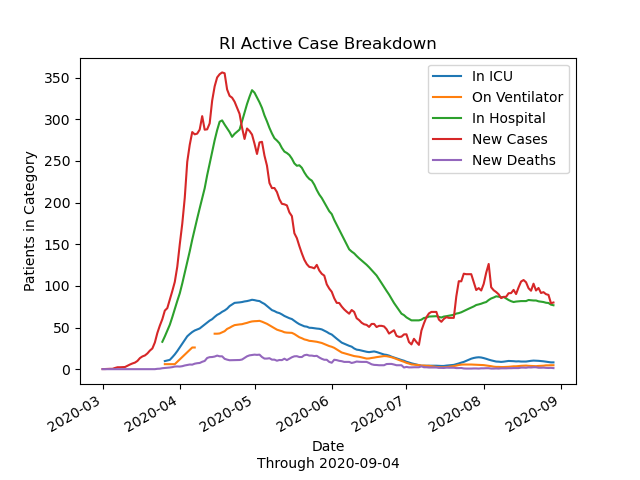 RI Active Case Breakdown
In ICU
On Ventilator
In Hospital
New Cases
New Deaths
Patients in Category
350
300
250
200
150
100
50
0
2020-03
2020-04
2020-05
2020-06
2020-07
2020-08
2020-09
Date
Through 2020-09-04